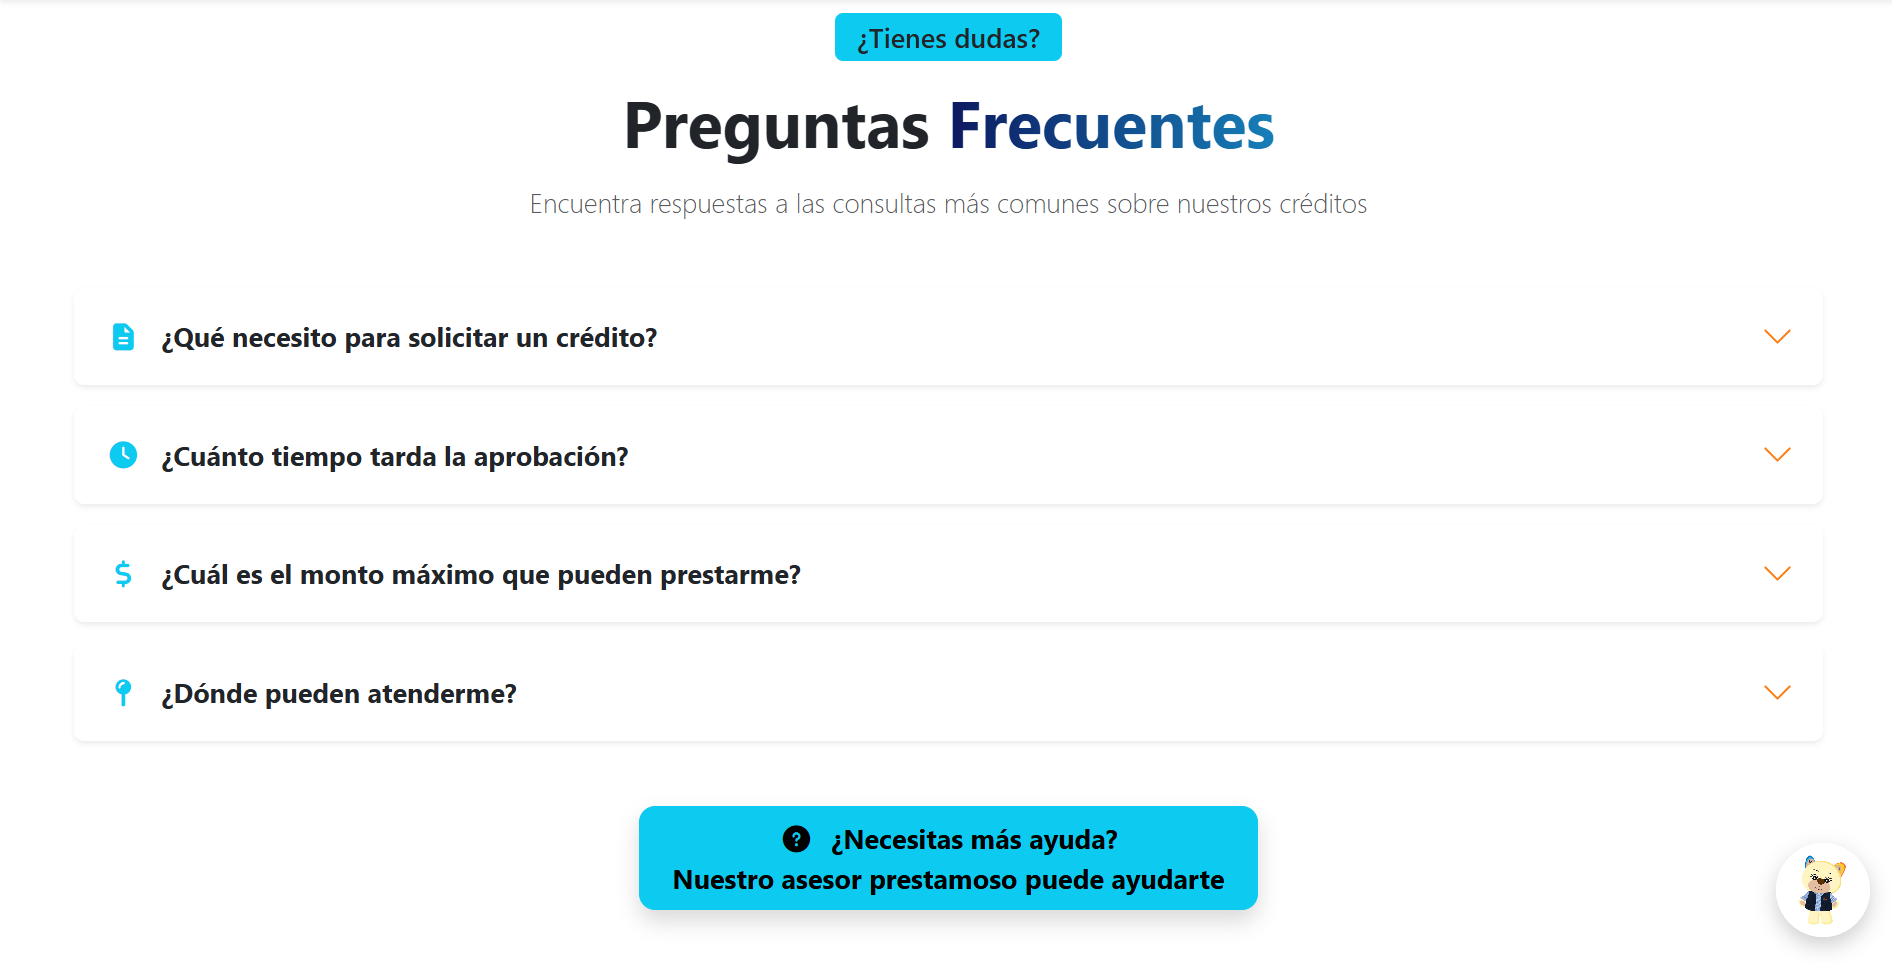 ¿Tienes dudas?
Preguntas Frecuentes
Encuentra respuestas a las consultas más comunes sobre nuestros créditos
¿Qué necesito para solicitar un crédito?
¿Cuánto tiempo tarda la aprobación?
¿Cuál es el monto máximo que pueden prestarme?
¿Dónde pueden atenderme?
¿Necesitas más ayuda?
Nuestro asesor prestamoso puede ayudarte